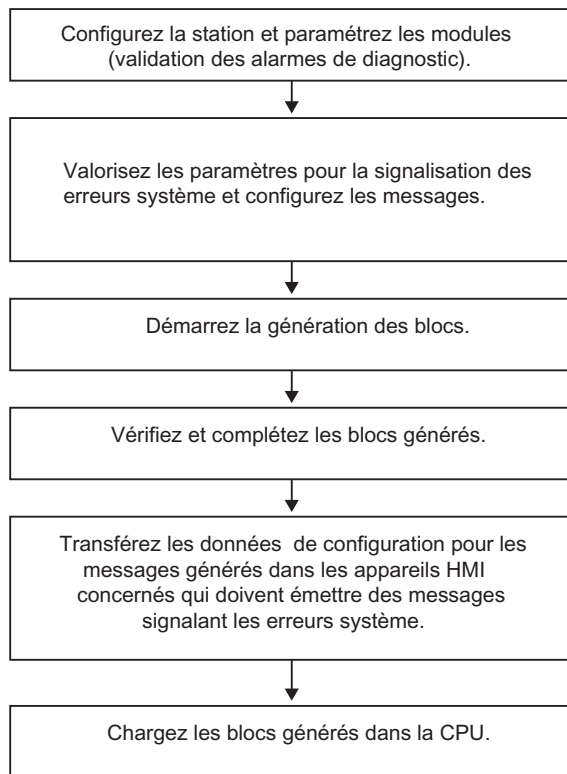 Configurez la station et paramétrez les modules
(validation des alarmes de diagnostic).
Valorisez les paramètres pour la signalisation des
erreurs système et configurez les messages.
Démarrez la génération des blocs.
Vérifiez et complétez les blocs générés.
Transférez les données de configuration pour les
messages générés dans les appareils HMI
concernés qui doivent émettre des messages
signalant les erreurs système.
Chargez les blocs générés dans la CPU.